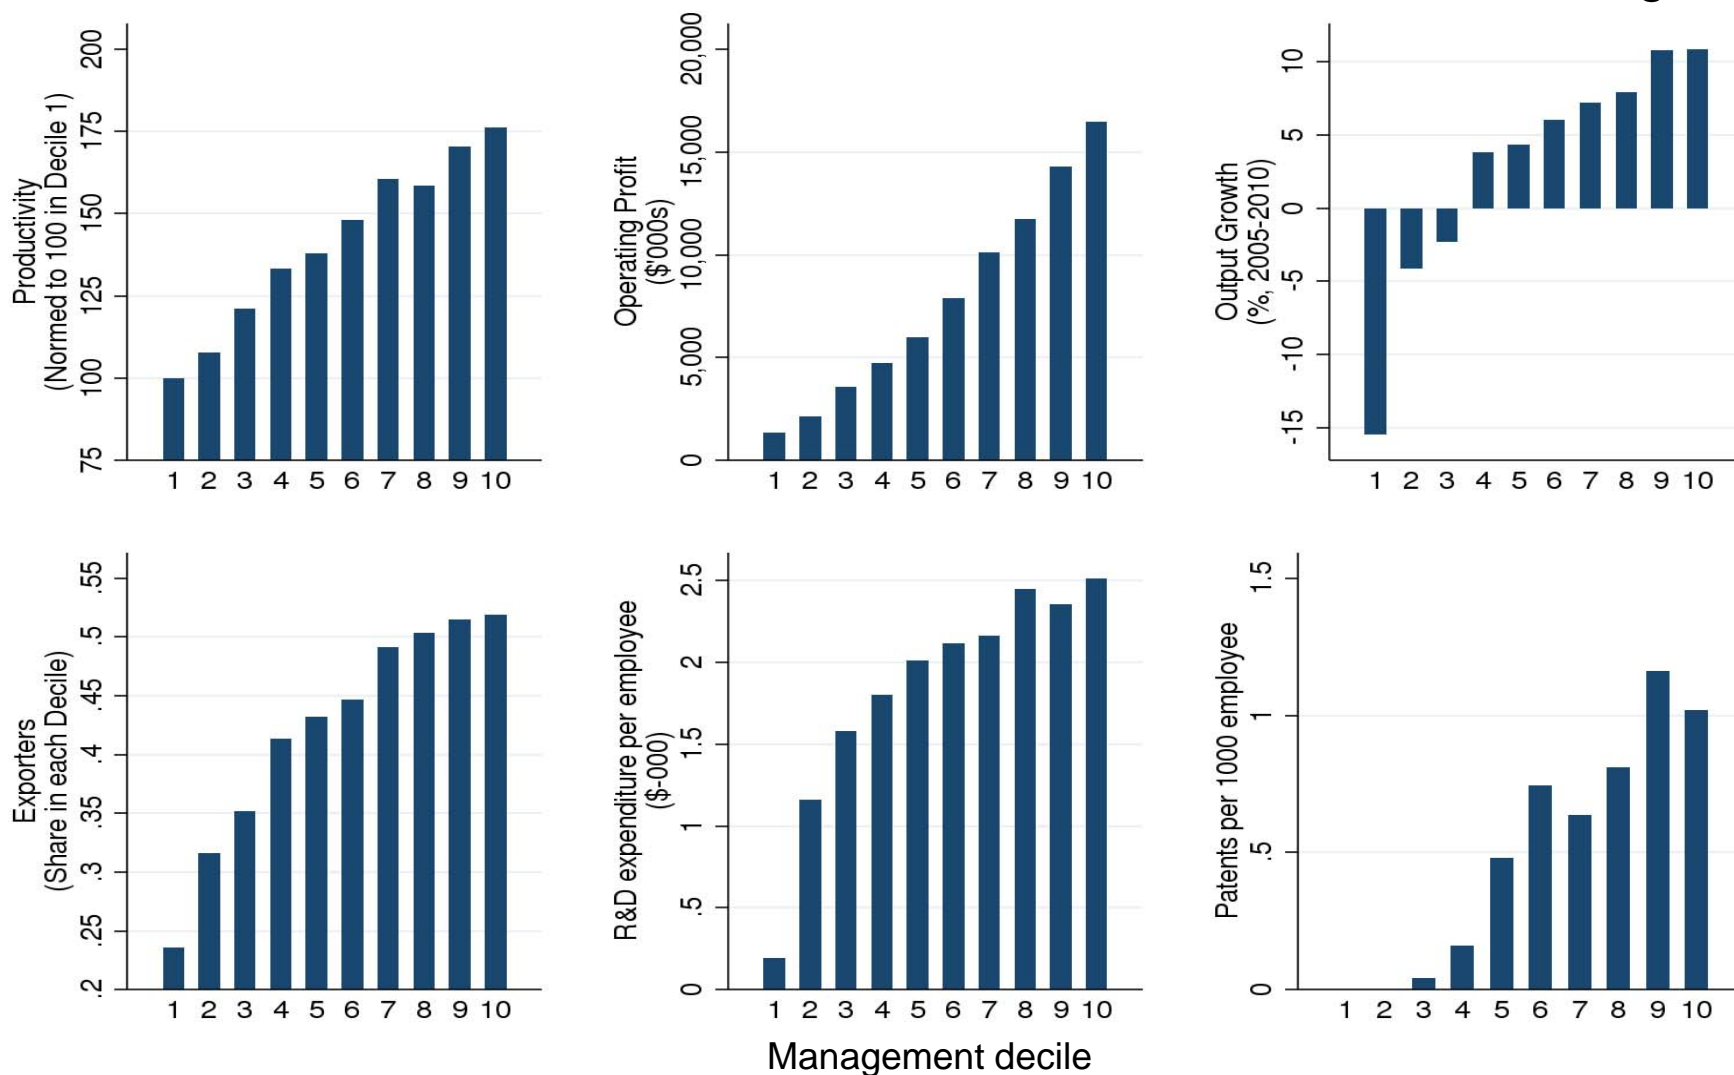 Productivity
(Normed to 100 in Decile 1)
75 100 125 150 175 200
1 2 3 4 5 6 7 8 9 10
Operating Profit
($'000s)
0 5,000 10,000 15,000 20,000
1 2 3 4 5 6 7 8 9 10
Output Growth
(%, 2005-2010)
-15 -10 -5 0 5 10
1 2 3 4 5 6 7 8 9 10
Exporters
(Share in each Decile)
.2 .25 .3 .35 .4 .45 .5 .55
1 2 3 4 5 6 7 8 9 10
R&D expenditure per employee
($-000)
0 .5 1 1.5 2 2.5
1 2 3 4 5 6 7 8 9 10
Patents per 1000 employee
0 .5 1 1.5
1 2 3 4 5 6 7 8 9 10
Management decile